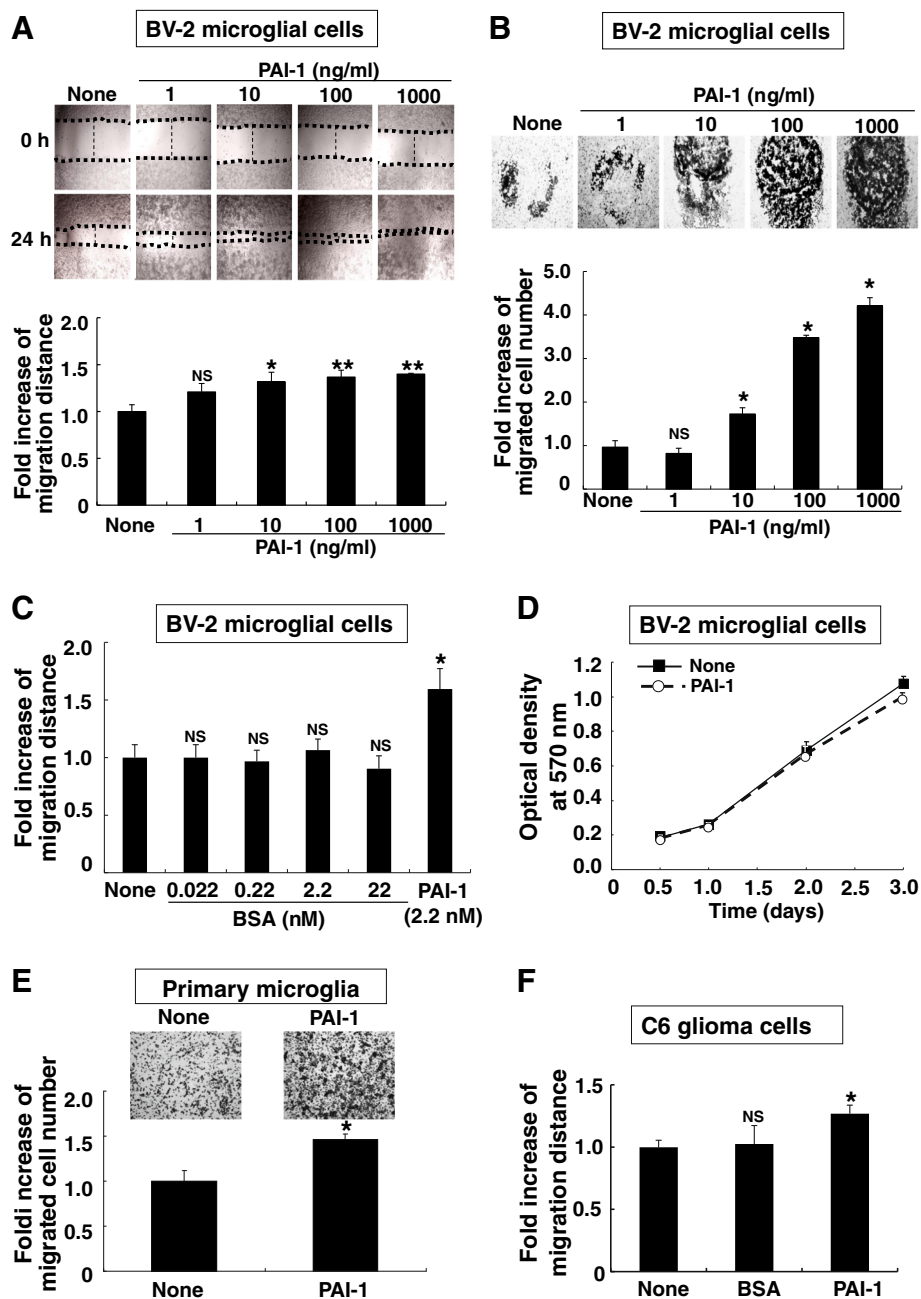 A
BV-2 microglial cells
PAI-1 (ng/ml)
None 1 10 100 1000
0 h
24 h
Fold increase of
migration distance
2.0
1.5
1.0
1.5
0
NS * ** **
None 1 10 100 1000
PAI-1 (ng/ml)
B
BV-2 microglial cells
PAI-1 (ng/ml)
None 1 10 100 1000
Fold increase of
migrated cell number
5.0
4.0
3.0
2.0
1.0
0
NS * * *
None 1 10 100 1000
PAI-1 (ng/ml)
C
BV-2 microglial cells
Fold increase of
migration distance
2.0
1.5
1.0
0.5
0
NS NS NS NS *
None 0.022 0.22 2.2 22 PAI-1
BSA (nM) (2.2 nM)
D
BV-2 microglial cells
None
PAI-1
Optical density
at 570 nm
1.2
1.0
0.8
0.6
0.4
0.2
0.0
0 0.5 1.0 1.5 2.0 2.5 3.0
Time (days)
E
Primary microglia
None PAI-1
Foldi ncrease of
migrated cell number
2.0
1.5
1.0
0.5
0
*
None PAI-1
F
C6 glioma cells
Fold increase of
migration distance
1.5
1.0
0.5
0
NS *
None BSA PAI-1